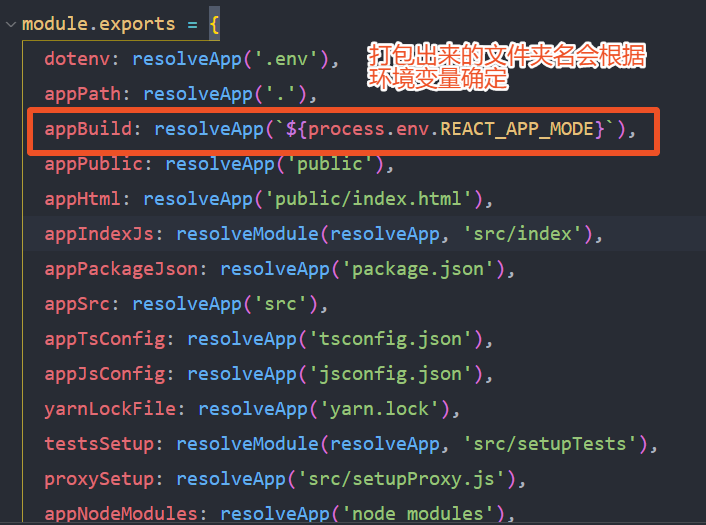 module.exports = {
dotenv: resolveApp('.env'),
打包出来的文件夹名会根据
环境变量确定
appPath: resolveApp('.'),
appBuild: resolveApp(`${process.env.REACT_APP_MODE}`),
appPublic: resolveApp('public'),
appHtml: resolveApp('public/index.html'),
appIndexJs: resolveModule(resolveApp, 'src/index'),
appPackageJson: resolveApp('package.json'),
appSrc: resolveApp('src'),
appTsConfig: resolveApp('tsconfig.json'),
appJsConfig: resolveApp('jsconfig.json'),
yarnLockFile: resolveApp('yarn.lock'),
testsSetup: resolveModule(resolveApp, 'src/setupTests'),
proxySetup: resolveApp('src/setupProxy.js'),
appNodeModules: resolveApp('node_modules'),